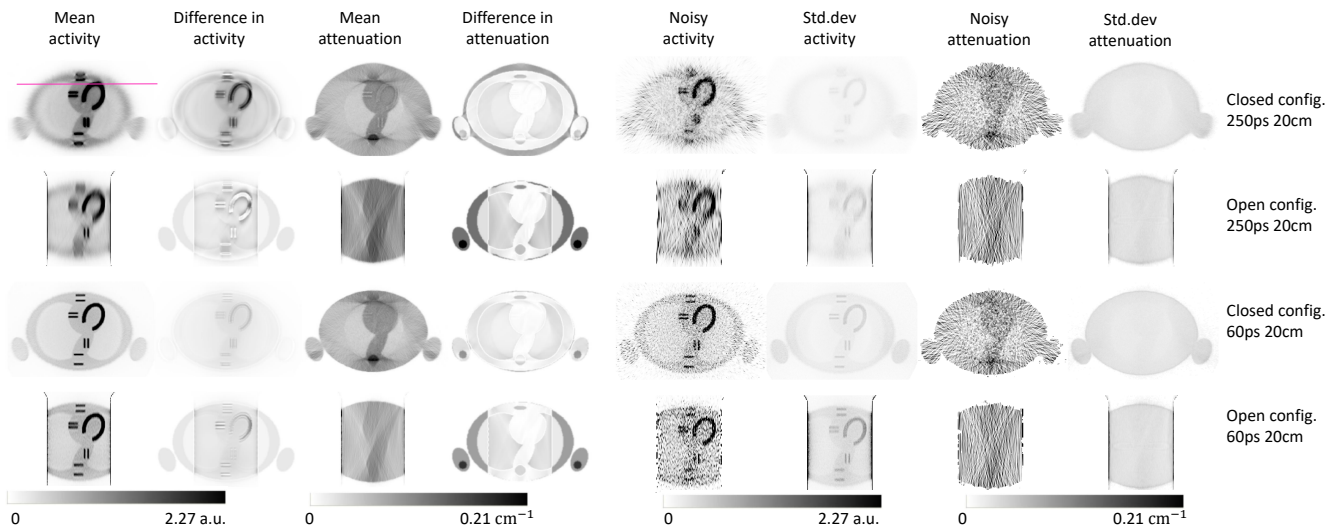 Mean
activity
Difference in
activity
Mean
attenuation
Difference in
attenuation
Noisy
activity
Std.dev
activity
Noisy
attenuation
Std.dev
attenuation
Closed config.
250ps 20cm
Open config.
250ps 20cm
Closed config.
60ps 20cm
Open config.
60ps 20cm
0
2.27 a.u.
0
0.21 cm⁻¹
0
2.27 a.u.
0
0.21 cm⁻¹